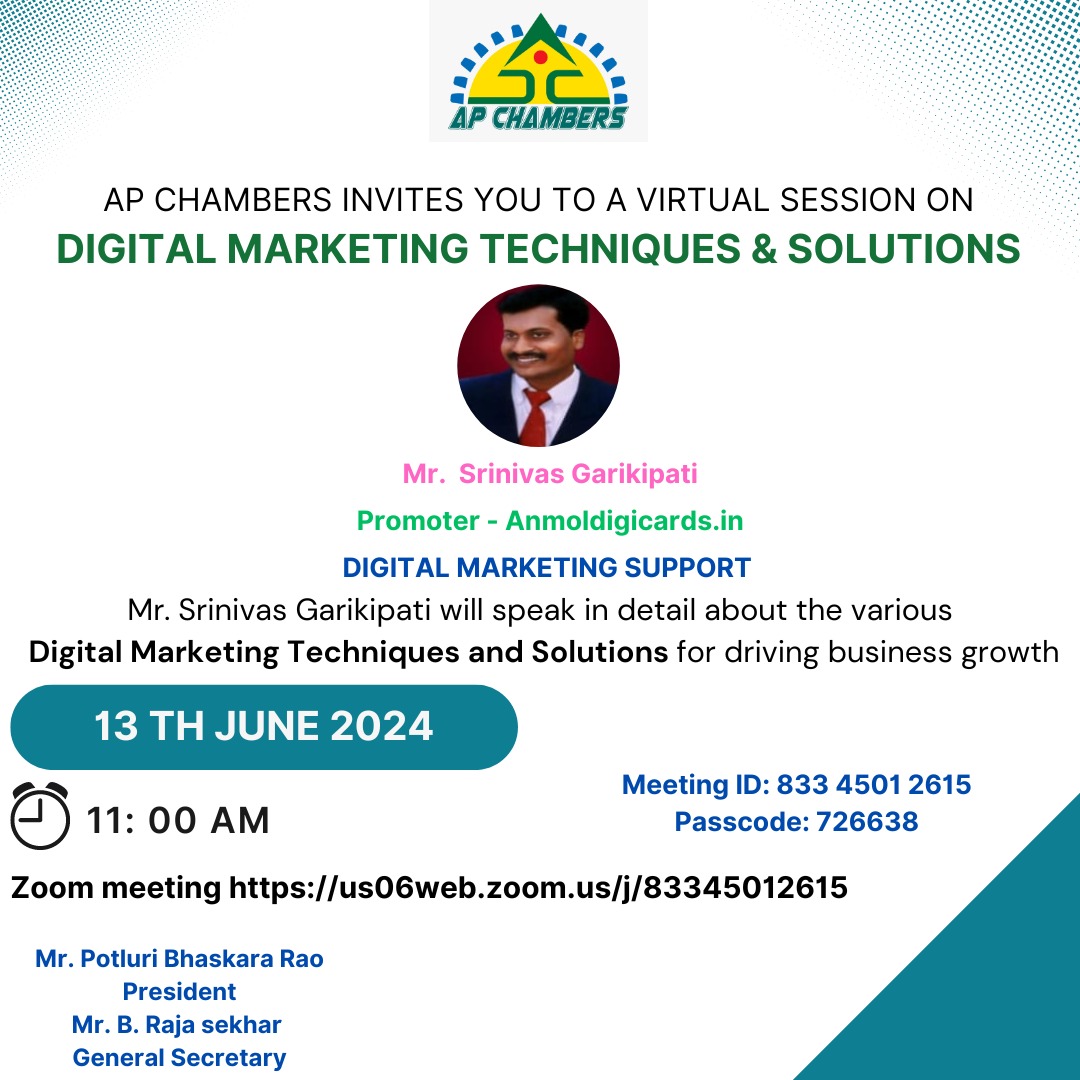 AP CHAMBERS
AP CHAMBERS INVITES YOU TO A VIRTUAL SESSION ON
DIGITAL MARKETING TECHNIQUES & SOLUTIONS
Mr. Srinivas Garikipati
Promoter - Anmoldigicards.in
DIGITAL MARKETING SUPPORT
Mr. Srinivas Garikipati will speak in detail about the various
Digital Marketing Techniques and Solutions for driving business growth
13 TH JUNE 2024
11: 00 AM
Meeting ID: 833 4501 2615
Passcode: 726638
Zoom meeting https://us06web.zoom.us/j/83345012615
Mr. Potluri Bhaskara Rao
President
Mr. B. Raja sekhar
General Secretary